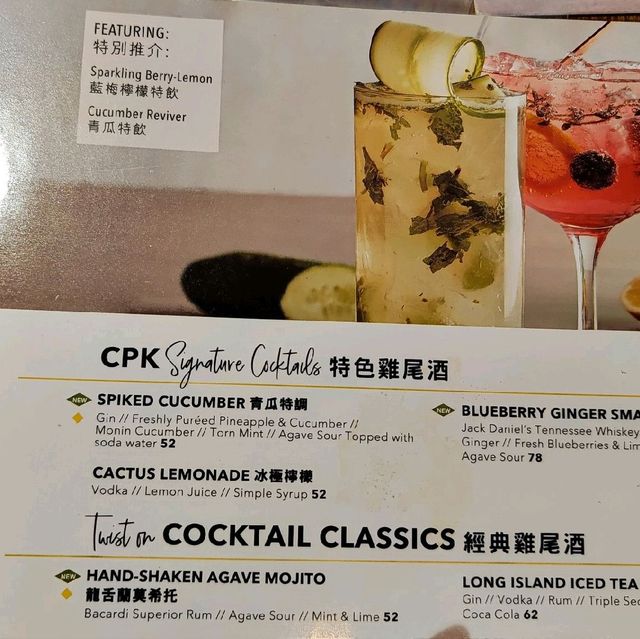 FEATURING:
特別推介:
Sparkling Berry-Lemon
藍梅檸檬特飲
Cucumber Reviver
青瓜特飲
CPK Signature Cocktails 特色雞尾酒
NEW SPIKED CUCUMBER 青瓜特調
Gin // Freshly Puréed Pineapple & Cucumber //
Monin Cucumber // Torn Mint // Agave Sour Topped with
soda water 52
CACTUS LEMONADE 冰極檸檬
Vodka // Lemon Juice // Simple Syrup 52
NEW BLUEBERRY GINGER SMA
Jack Daniel's Tennessee Whiskey
Ginger // Fresh Blueberries & Lim
Agave Sour 78
Twist on COCKTAIL CLASSICS 經典雞尾酒
NEW HAND-SHAKEN AGAVE MOJITO
龍舌蘭莫希托
Bacardi Superior Rum // Agave Sour // Mint & Lime 52
LONG ISLAND ICED TEA
Gin // Vodka // Rum // Triple Sec
Coca Cola 62